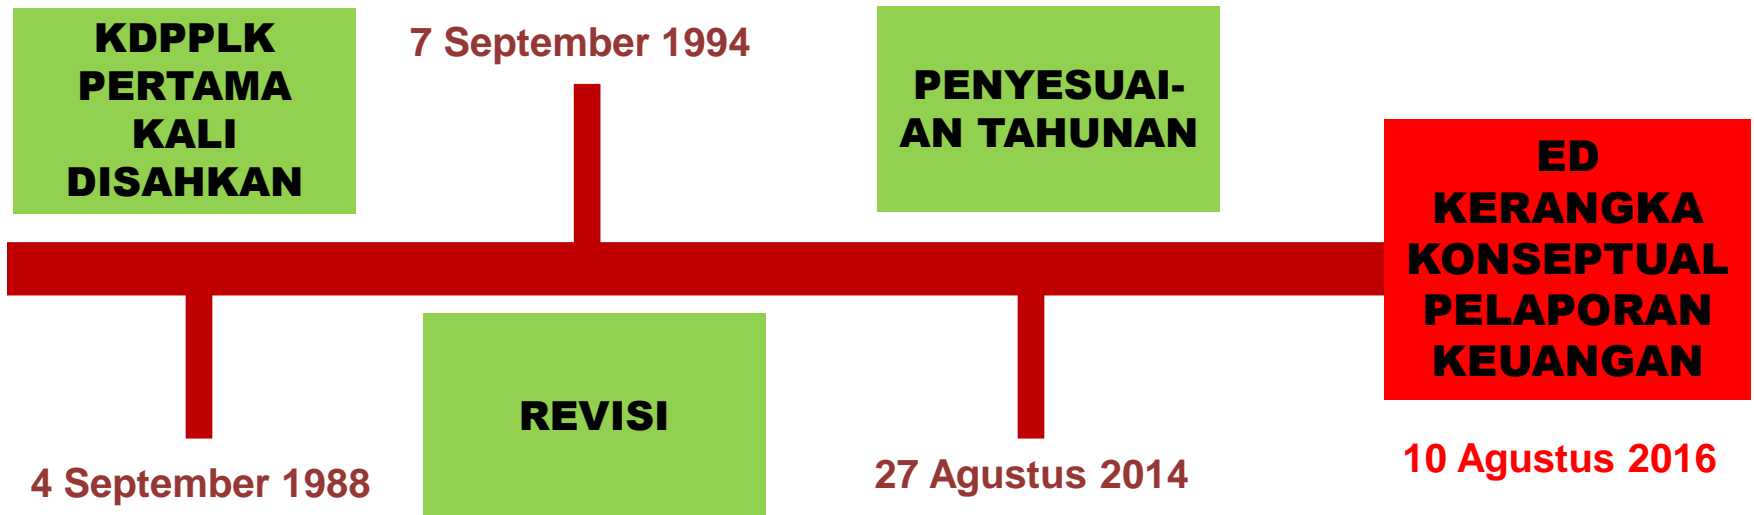 KDPPLK
PERTAMA
KALI
DISAHKAN
4 September 1988
7 September 1994
REVISI
PENYESUAI-
AN TAHUNAN
27 Agustus 2014
ED
KERANGKA
KONSEPTUAL
PELAPORAN
KEUANGAN
10 Agustus 2016